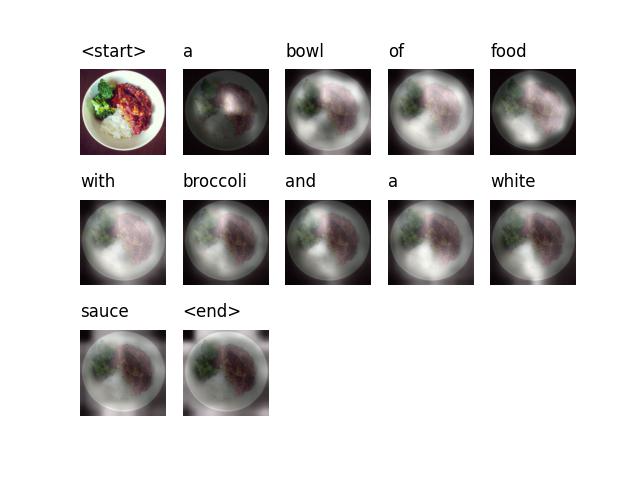 <start> a bowl of food
with broccoli and a white
sauce <end>